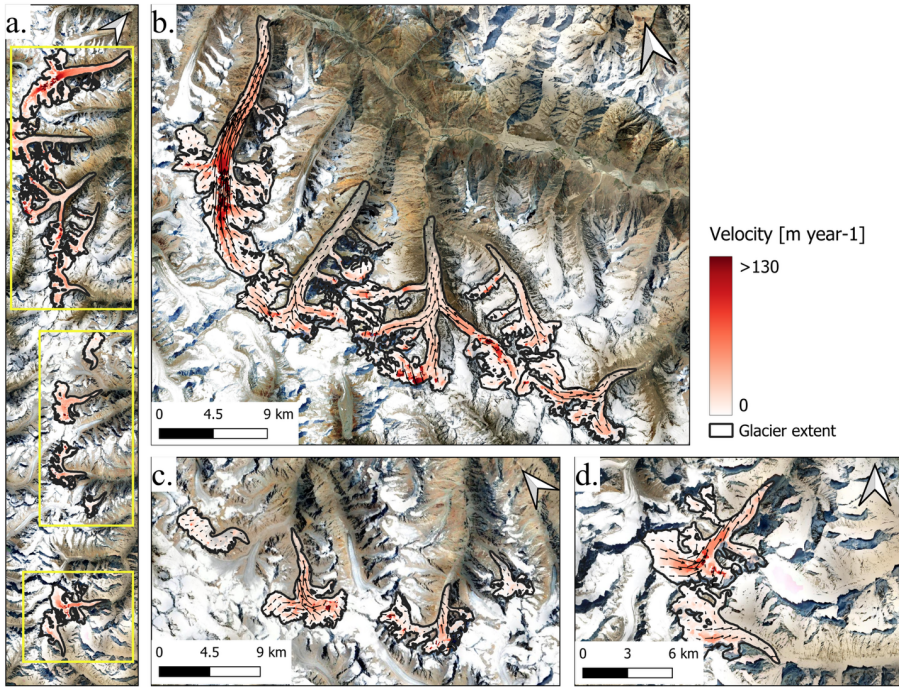 a.
b.
Velocity [m year-1]
>130
0
Glacier extent
0 4.5 9 km
c.
d.
0 4.5 9 km
0 3 6 km